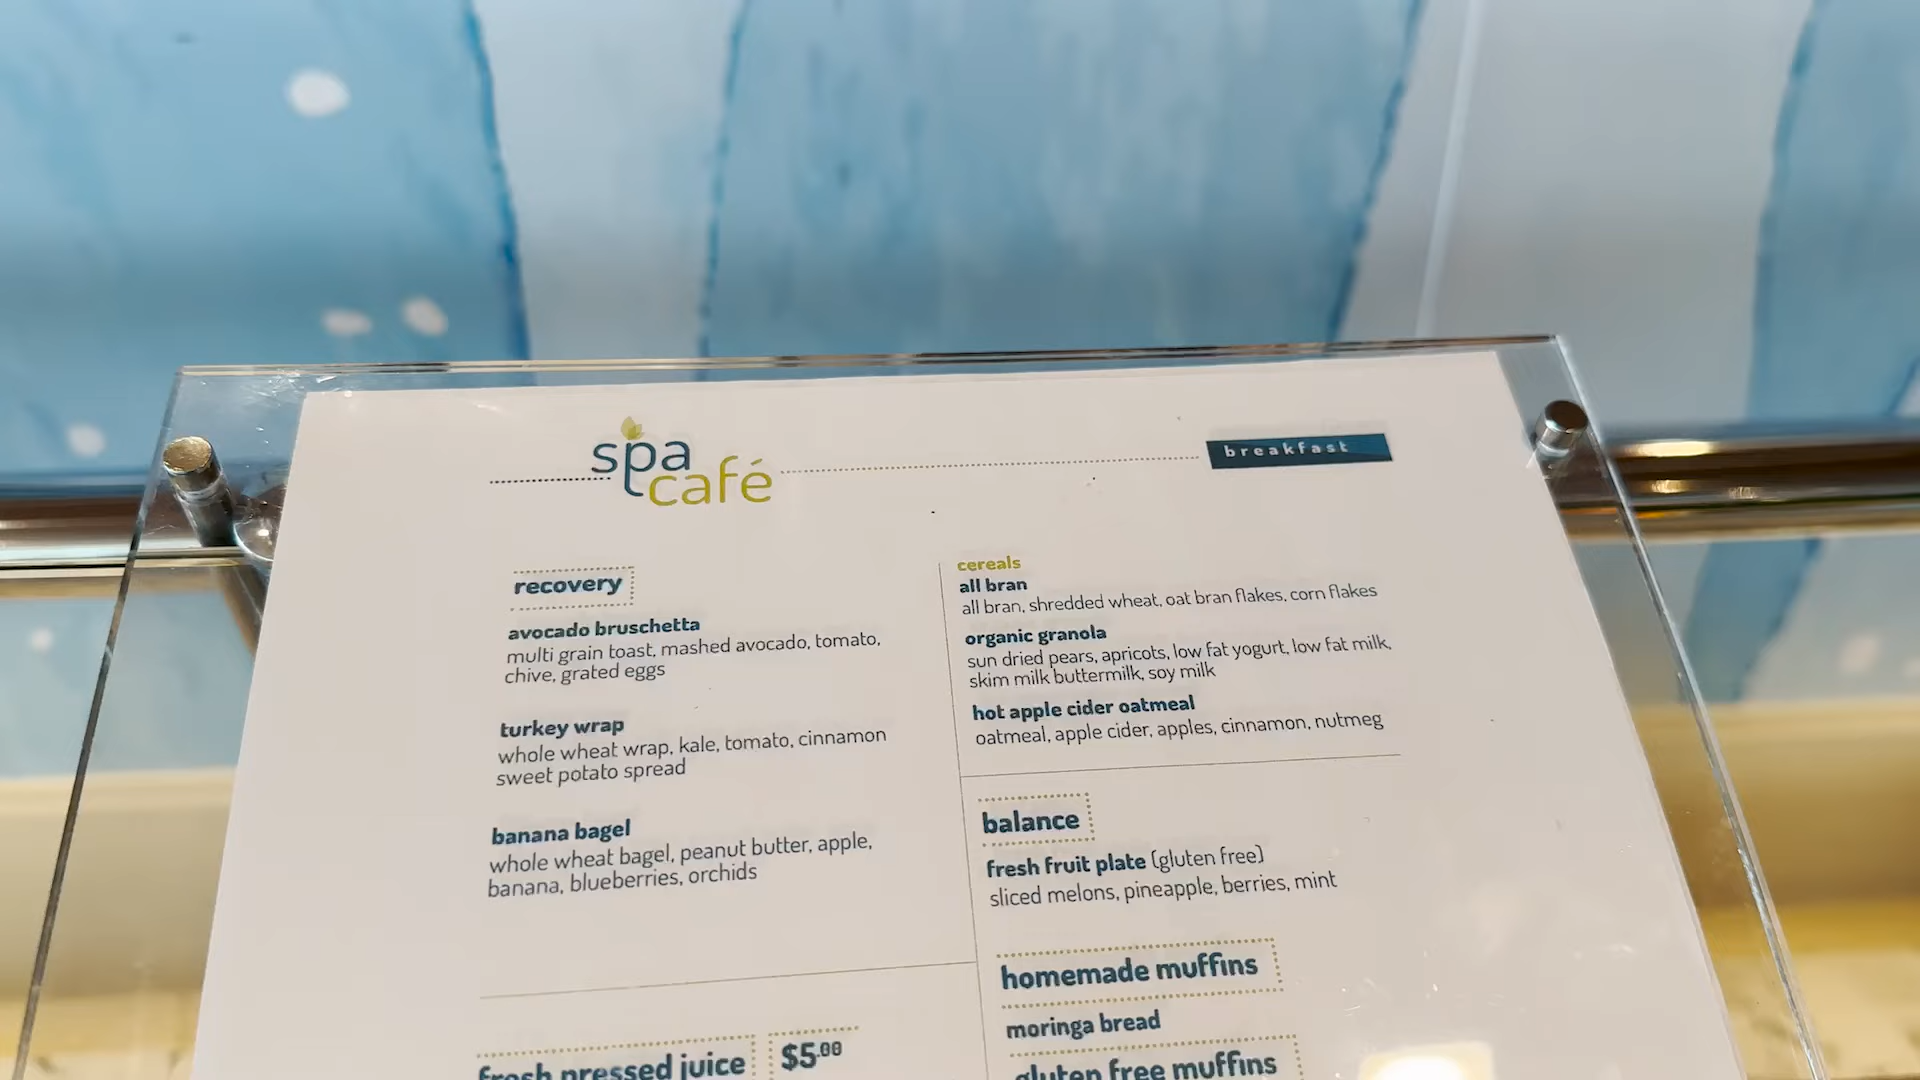 spa
café
breakfast
recovery
avocado bruschetta
multi grain toast, mashed avocado, tomato,
chive, grated eggs
turkey wrap
whole wheat wrap, kale, tomato, cinnamon
sweet potato spread
banana bagel
whole wheat bagel, peanut butter, apple,
banana, blueberries, orchids
fresh pressed juice $5.00
cereals
all bran
all bran, shredded wheat, oat bran flakes, corn flakes
organic granola
sun dried pears, apricots, low fat yogurt, low fat milk,
skim milk buttermilk, soy milk
hot apple cider oatmeal
oatmeal, apple cider, apples, cinnamon, nutmeg
balance
fresh fruit plate (gluten free)
sliced melons, pineapple, berries, mint
homemade muffins
moringa bread
gluten free muffins